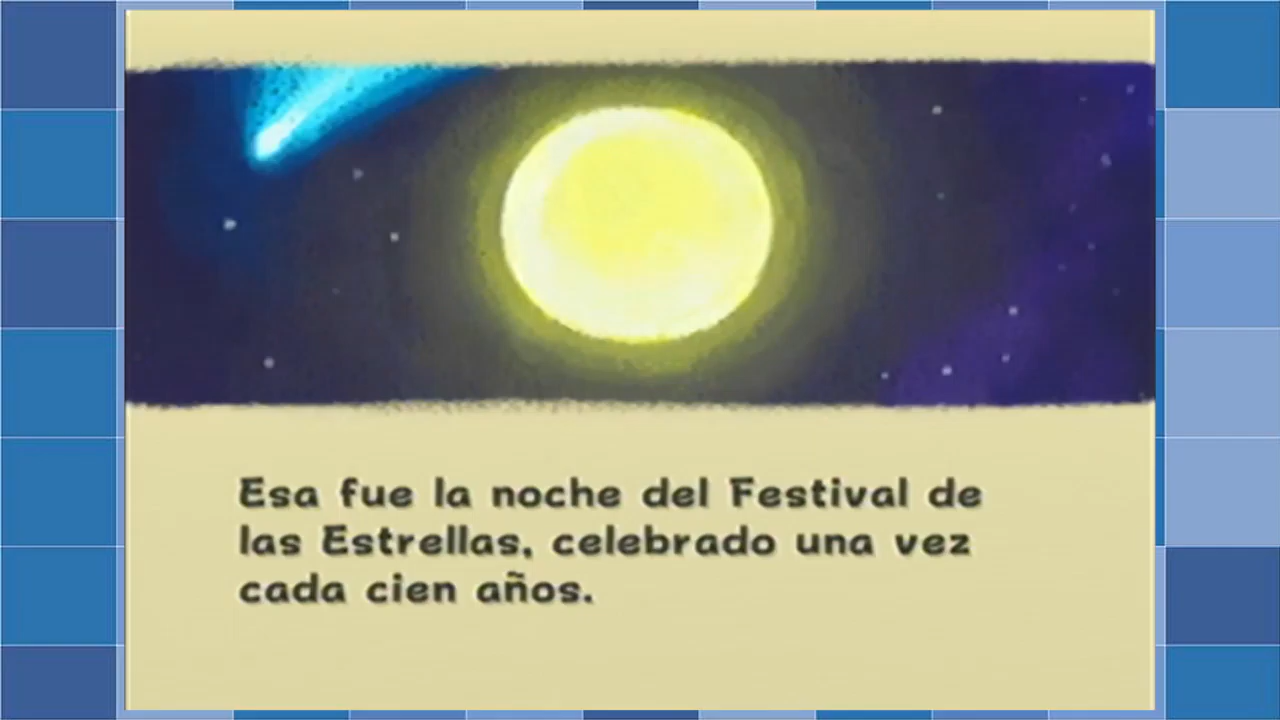 Esa fue la noche del Festival de
las Estrellas, celebrado una vez
cada cien años.